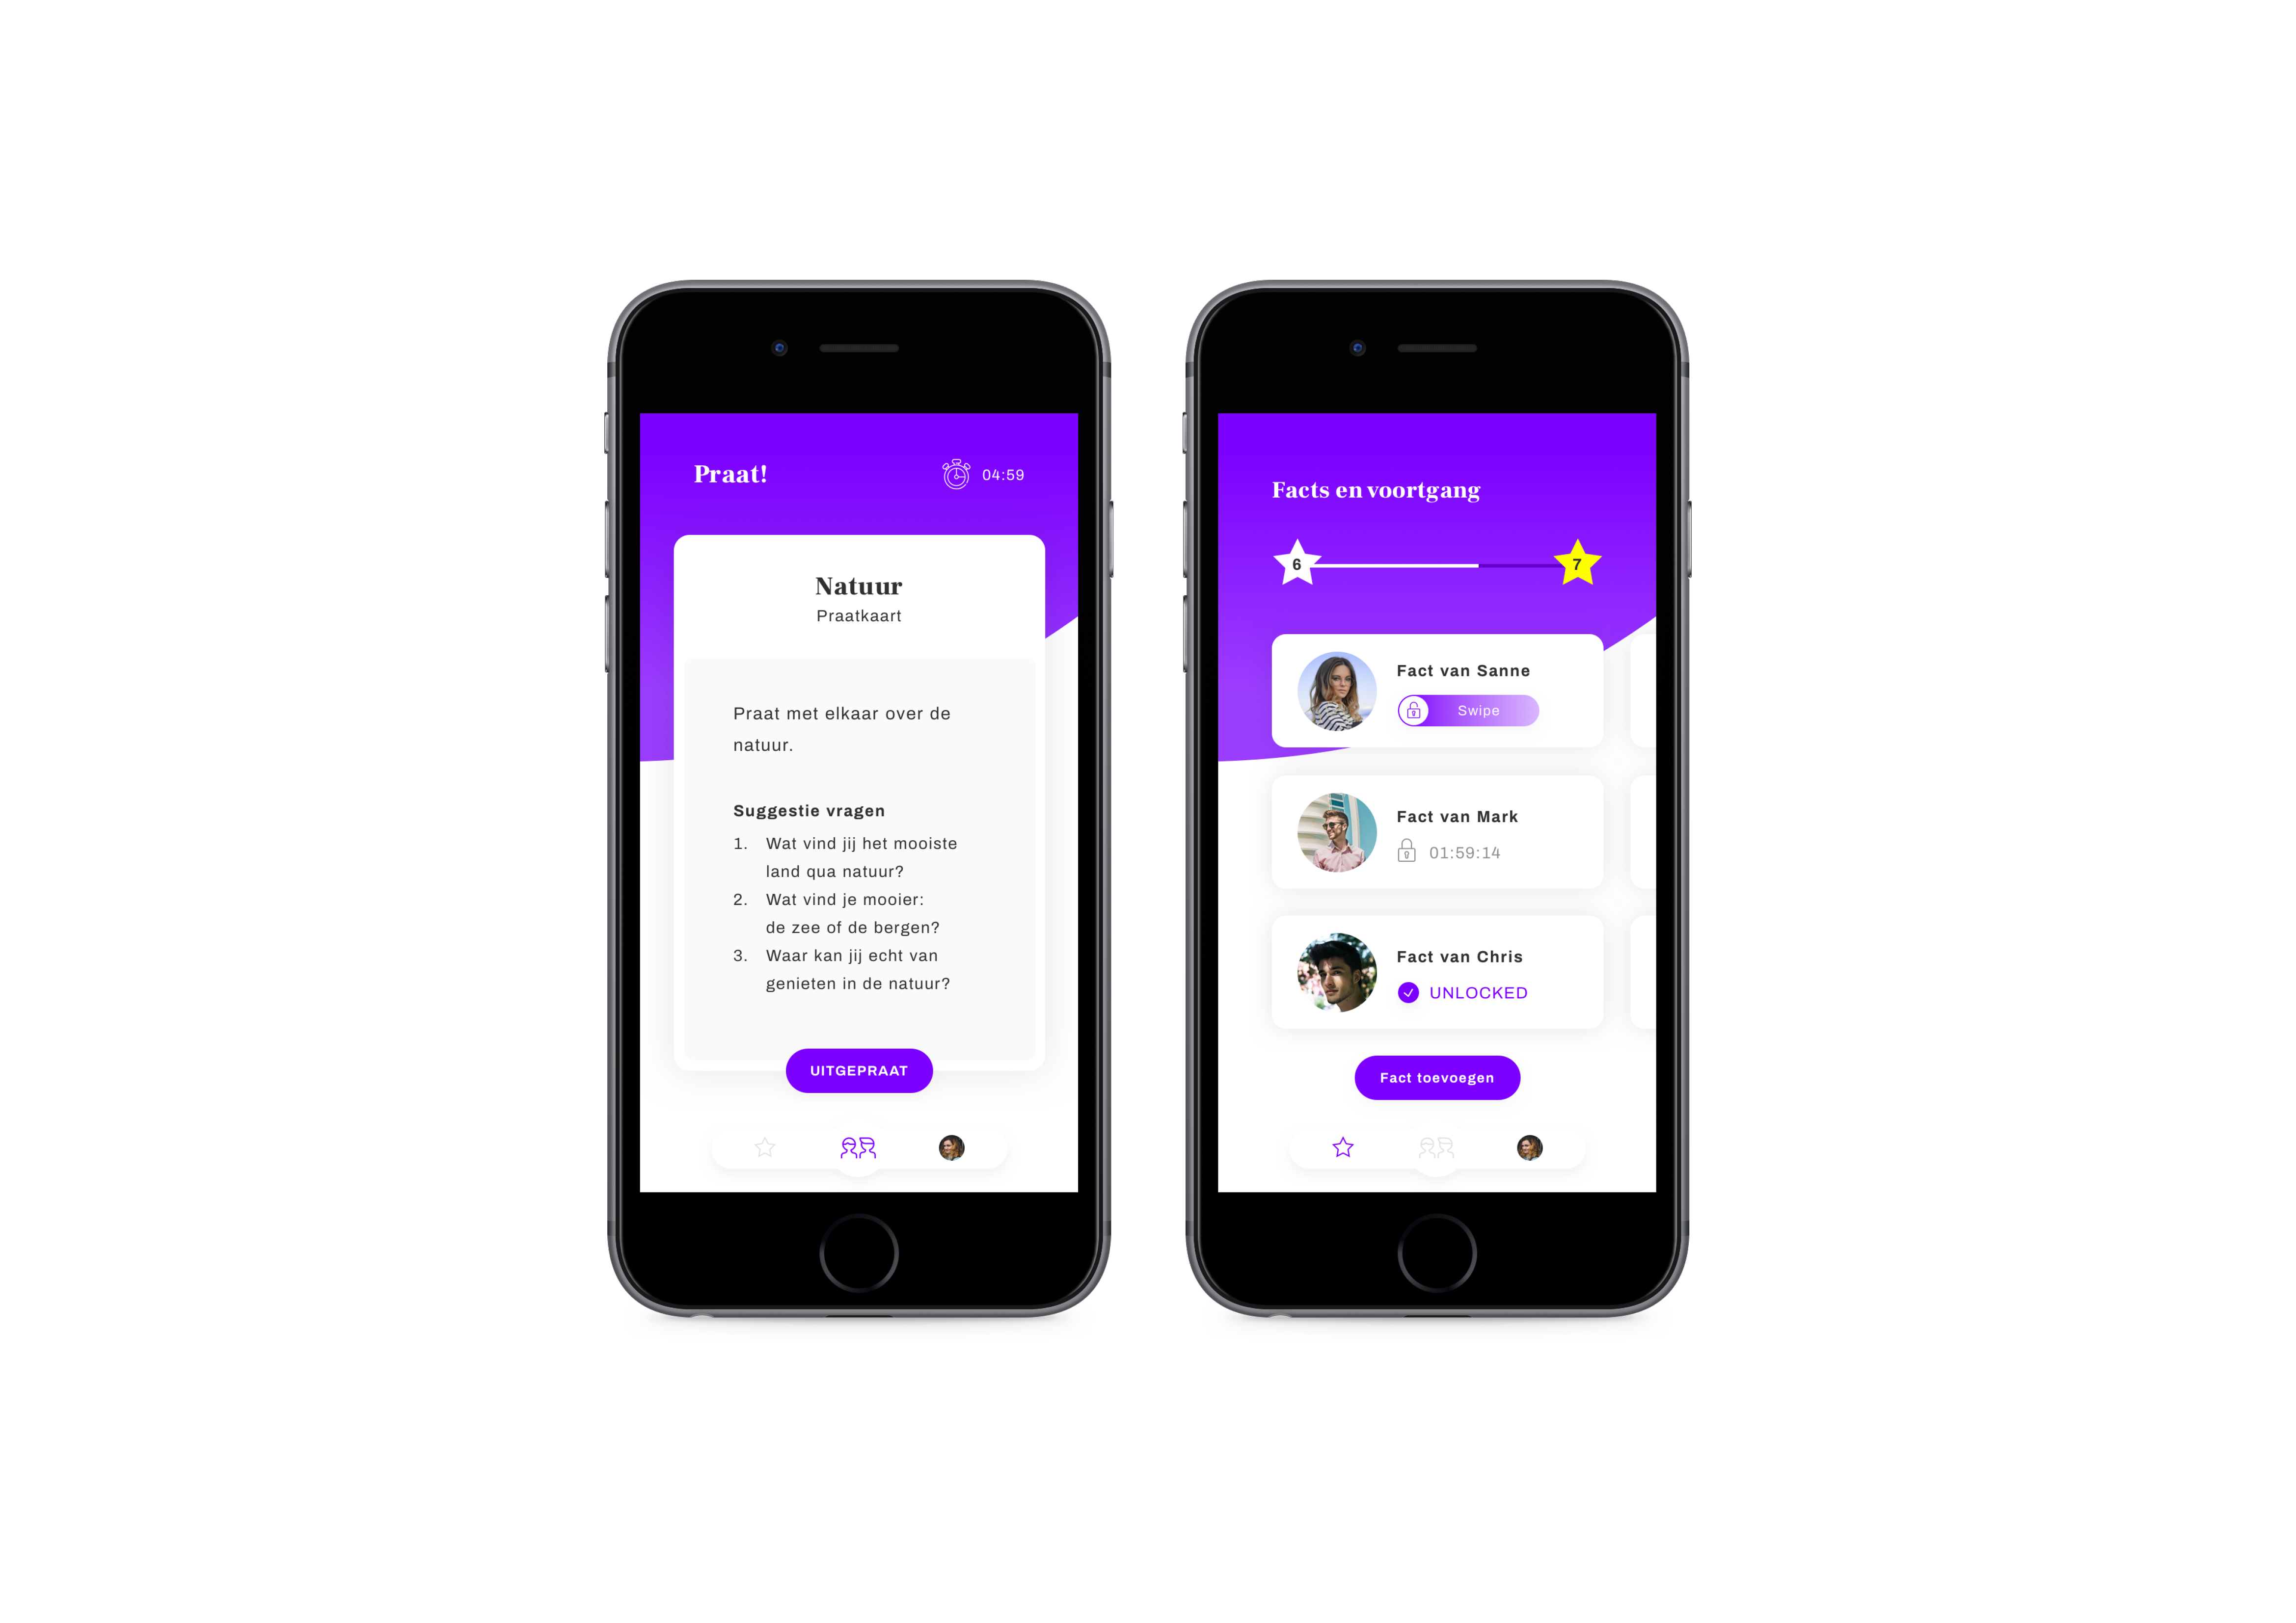 Praat!
04:59
Natuur
Praatkaart
Praat met elkaar over de
natuur.
Suggestie vragen
1. Wat vind jij het mooiste
land qua natuur?
2. Wat vind je mooier:
de zee of de bergen?
3. Waar kan jij echt van
genieten in de natuur?
UITGEPRAAT
Facts en voortgang
6
7
Fact van Sanne
Swipe
Fact van Mark
01:59:14
Fact van Chris
UNLOCKED
Fact toevoegen